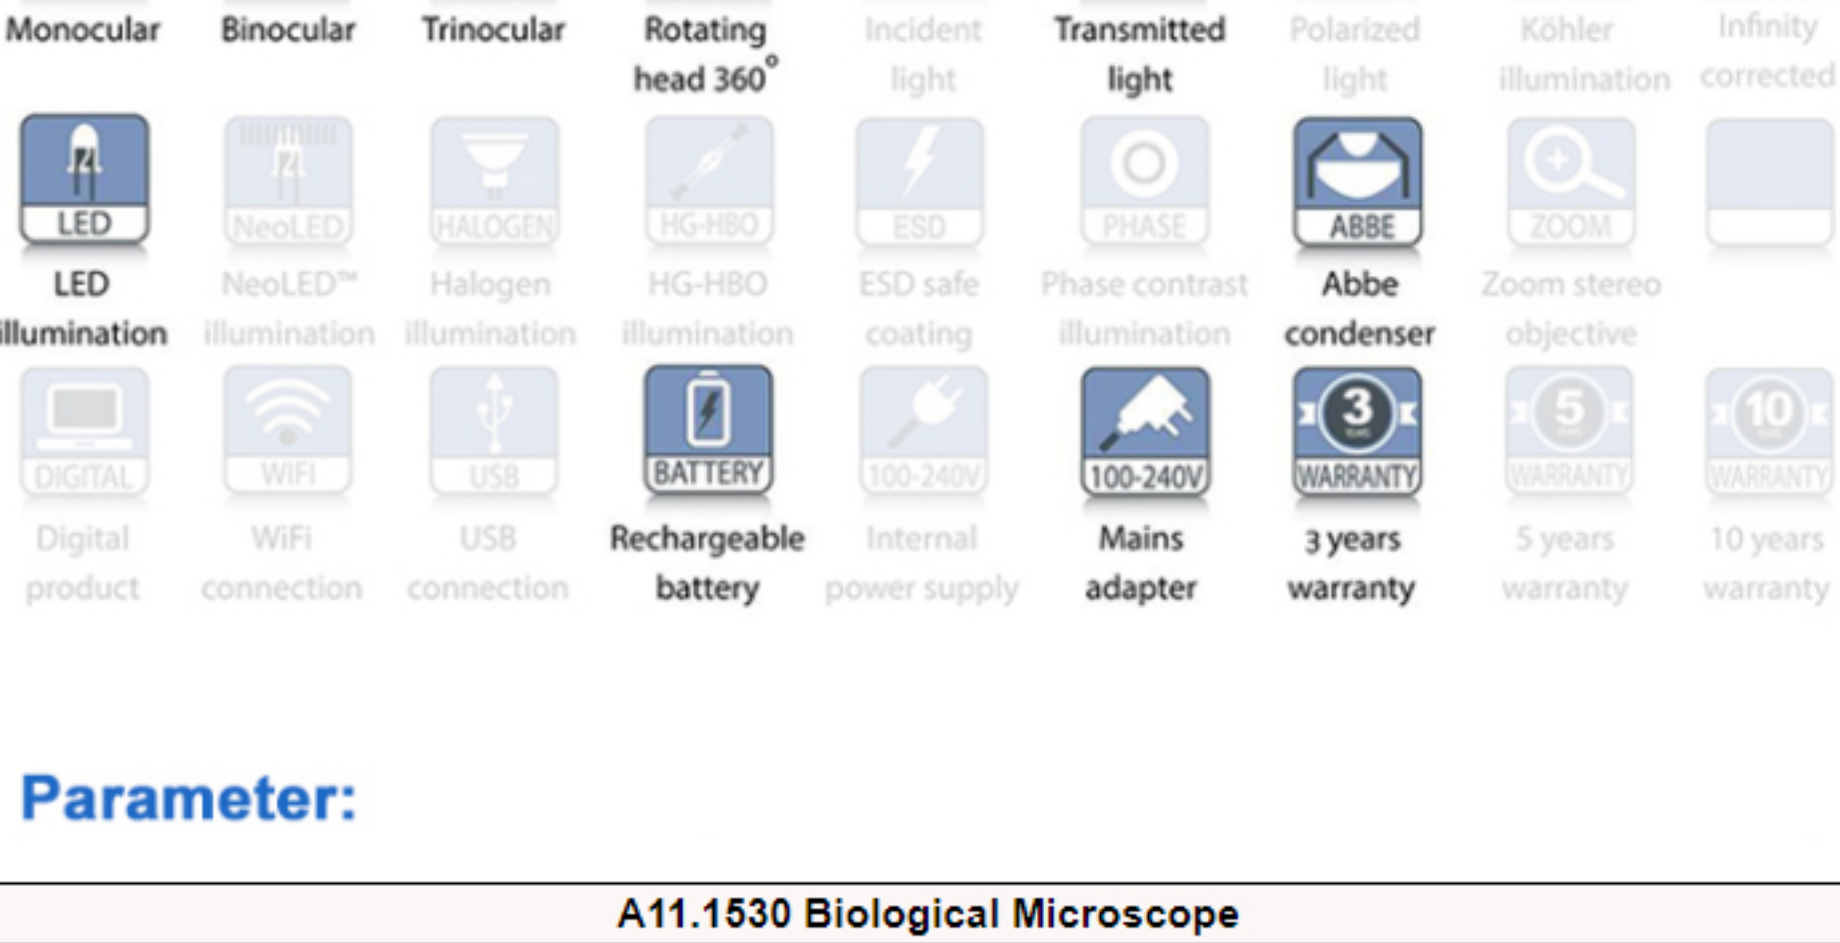 Monocular Binocular Trinocular Rotating Incident Transmitted Polarized Köhler Infinity
head 360° light light light illumination corrected
LED NeoLED HALOGEN HG-HBO ESD PHASE ABBE ZOOM
LED NeoLED™ Halogen HG-HBO ESD safe Phase contrast Abbe Zoom stereo
illumination illumination illumination illumination coating illumination condenser objective
3 5 10
YEARS
DIGITAL WIFI USB BATTERY 100-240V 100-240V WARRANTY WARRANTY WARRANTY
Digital WiFi USB Rechargeable Internal Mains 3 years 5 years 10 years
product connection connection battery power supply adapter warranty warranty warranty
Parameter:
A11.1530 Biological Microscope